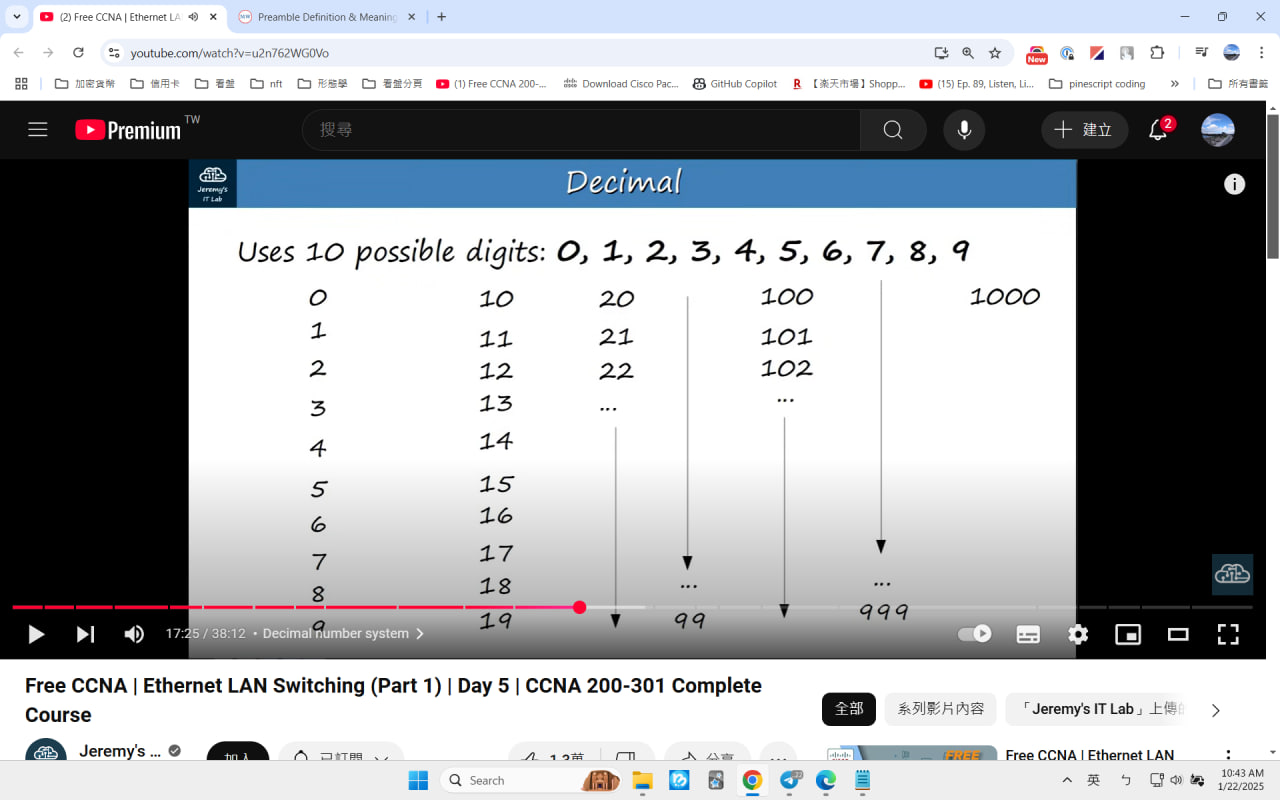 (2) Free CCNA | Ethernet LA
Preamble Definition & Meaning
youtube.com/watch?v=u2n762WG0Vo
New
加密貨幣
信用卡
看盤
nft
形態學
看盤分頁
(1) Free CCNA 200-...
Download Cisco Pac...
GitHub Copilot
【楽天市場】Shopp...
(15) Ep. 89, Listen, Li...
pinescript coding
所有書籤
Premium TW
搜尋
建立
2
Jeremy's
IT Lab
Decimal
Uses 10 possible digits: 0, 1, 2, 3, 4, 5, 6, 7, 8, 9
0 10 20 100 1000
1 11 21 101
2 12 22 102
3 13 ... ...
4 14
5 15
6 16
7 17
8 18 ... ...
9 19 99 999
17:25 / 38:12 • Decimal number system
Free CCNA | Ethernet LAN Switching (Part 1) | Day 5 | CCNA 200-301 Complete
Course
全部
系列影片內容
「Jeremy's IT Lab」上傳的
Jeremy's ...
加入
已訂閱
1.3萬
分享
FREE
Free CCNA | Ethernet LAN
Search
英
ㄅ
10:43 AM
1/22/2025